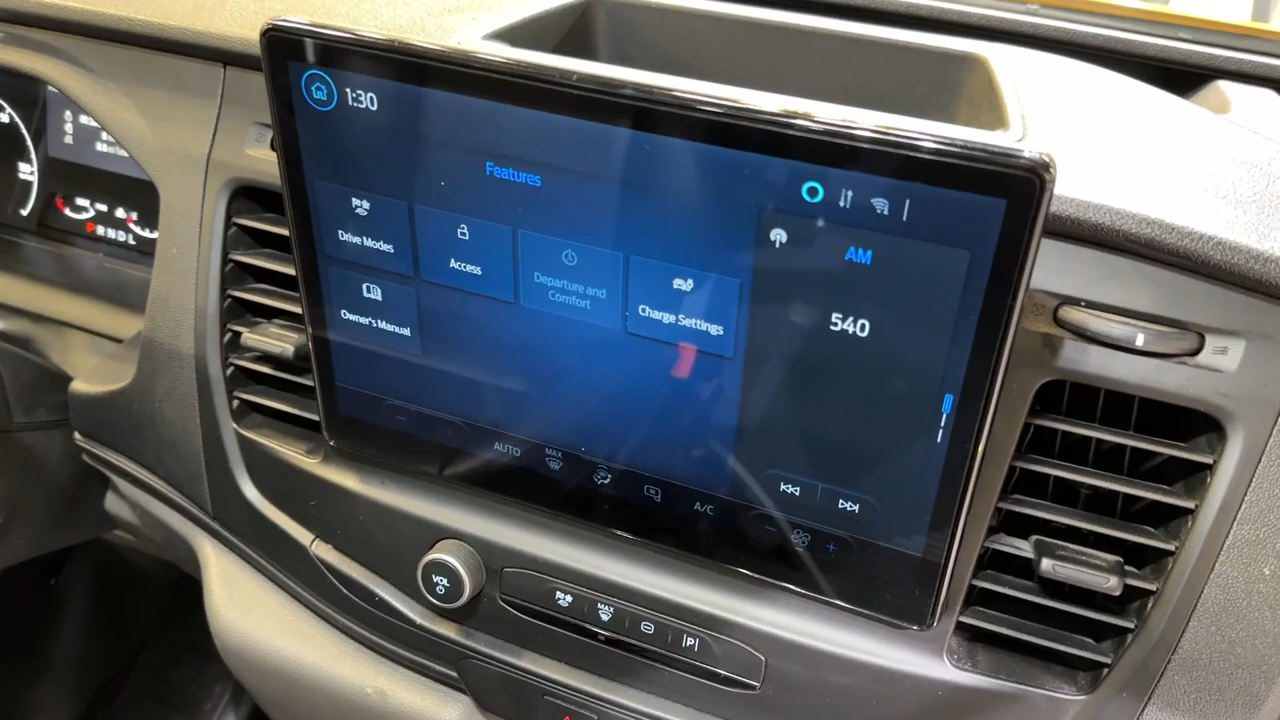 1:30
Features
Drive Modes
Access
Departure and
Comfort
Charge Settings
Owner's Manual
AM
540
AUTO
MAX
A/C
PRNDL
VOL
MAX
P